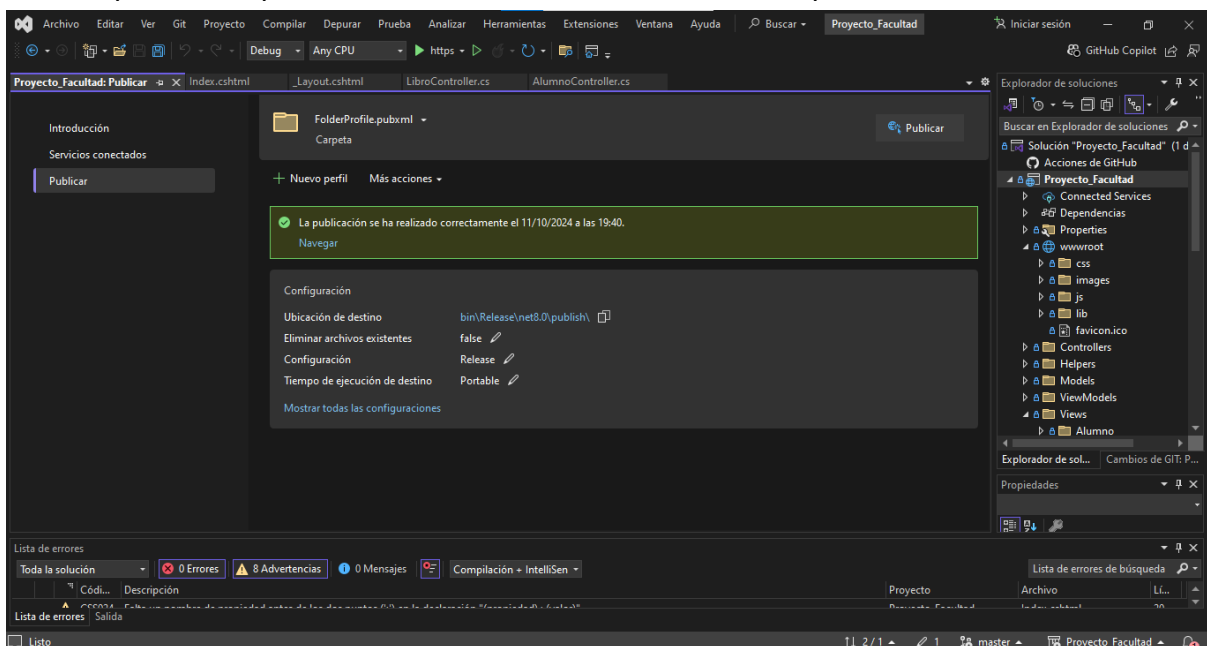 Archivo Editar Ver Git Proyecto Compilar Depurar Prueba Analizar Herramientas Extensiones Ventana Ayuda Buscar Proyecto_Facultad Iniciar sesión
Debug Any CPU https GitHub Copilot
Proyecto_Facultad: Publicar Index.cshtml _Layout.cshtml LibroController.cs AlumnoController.cs
Introducción
Servicios conectados
Publicar
FolderProfile.pubxml
Carpeta
Publicar
+ Nuevo perfil Más acciones
La publicación se ha realizado correctamente el 11/10/2024 a las 19:40.
Navegar
Configuración
Ubicación de destino bin\Release\net8.0\publish\
Eliminar archivos existentes false
Configuración Release
Tiempo de ejecución de destino Portable
Mostrar todas las configuraciones
Explorador de soluciones
Buscar en Explorador de soluciones
Solución "Proyecto_Facultad" (1 d
Acciones de GitHub
Proyecto_Facultad
Connected Services
Dependencias
Properties
wwwroot
css
images
js
lib
favicon.ico
Controllers
Helpers
Models
ViewModels
Views
Alumno
Explorador de sol... Cambios de GIT: P...
Propiedades
Lista de errores
Toda la solución 0 Errores 8 Advertencias 0 Mensajes Compilación + IntelliSen Lista de errores de búsqueda
Códi... Descripción Proyecto Archivo Lí...
Lista de errores Salida
Listo 2 / 1 1 master Proyecto Facultad